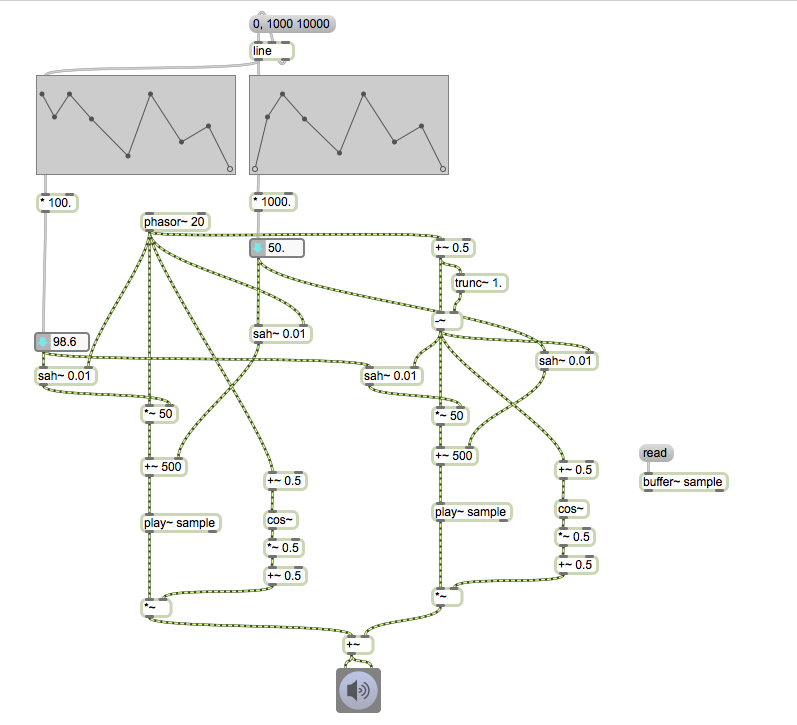 0, 1000 10000
line
* 100.
* 1000.
phasor~ 20
50.
+~ 0.5
trunc~ 1.
-~
sah~ 0.01
98.6
sah~ 0.01
sah~ 0.01
sah~ 0.01
*~ 50
*~ 50
read
+~ 500
+~ 500
+~ 0.5
+~ 0.5
buffer~ sample
play~ sample
cos~
play~ sample
cos~
*~ 0.5
*~ 0.5
+~ 0.5
+~ 0.5
*~
*~
+~